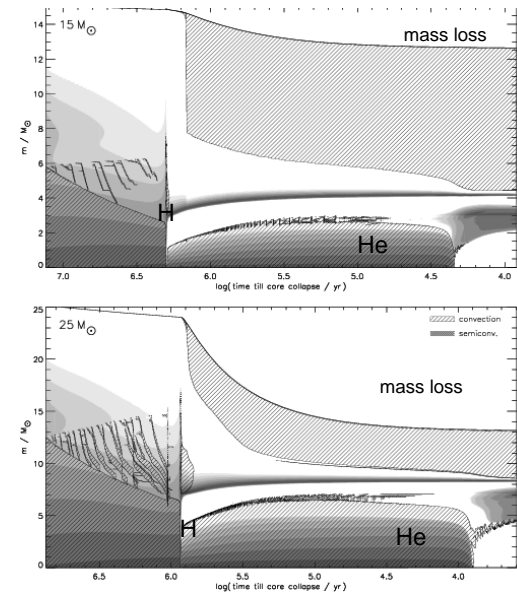 15 M⊙
mass loss
m / M⊙
14
12
10
8
6
4
2
0
H
He
7.0 6.5 6.0 5.5 5.0 4.5 4.0
log(time till core collapse / yr)
25 M⊙
convection
semiconv.
mass loss
m / M⊙
25
20
15
10
5
0
H
He
6.5 6.0 5.5 5.0 4.5 4.0
log(time till core collapse / yr)